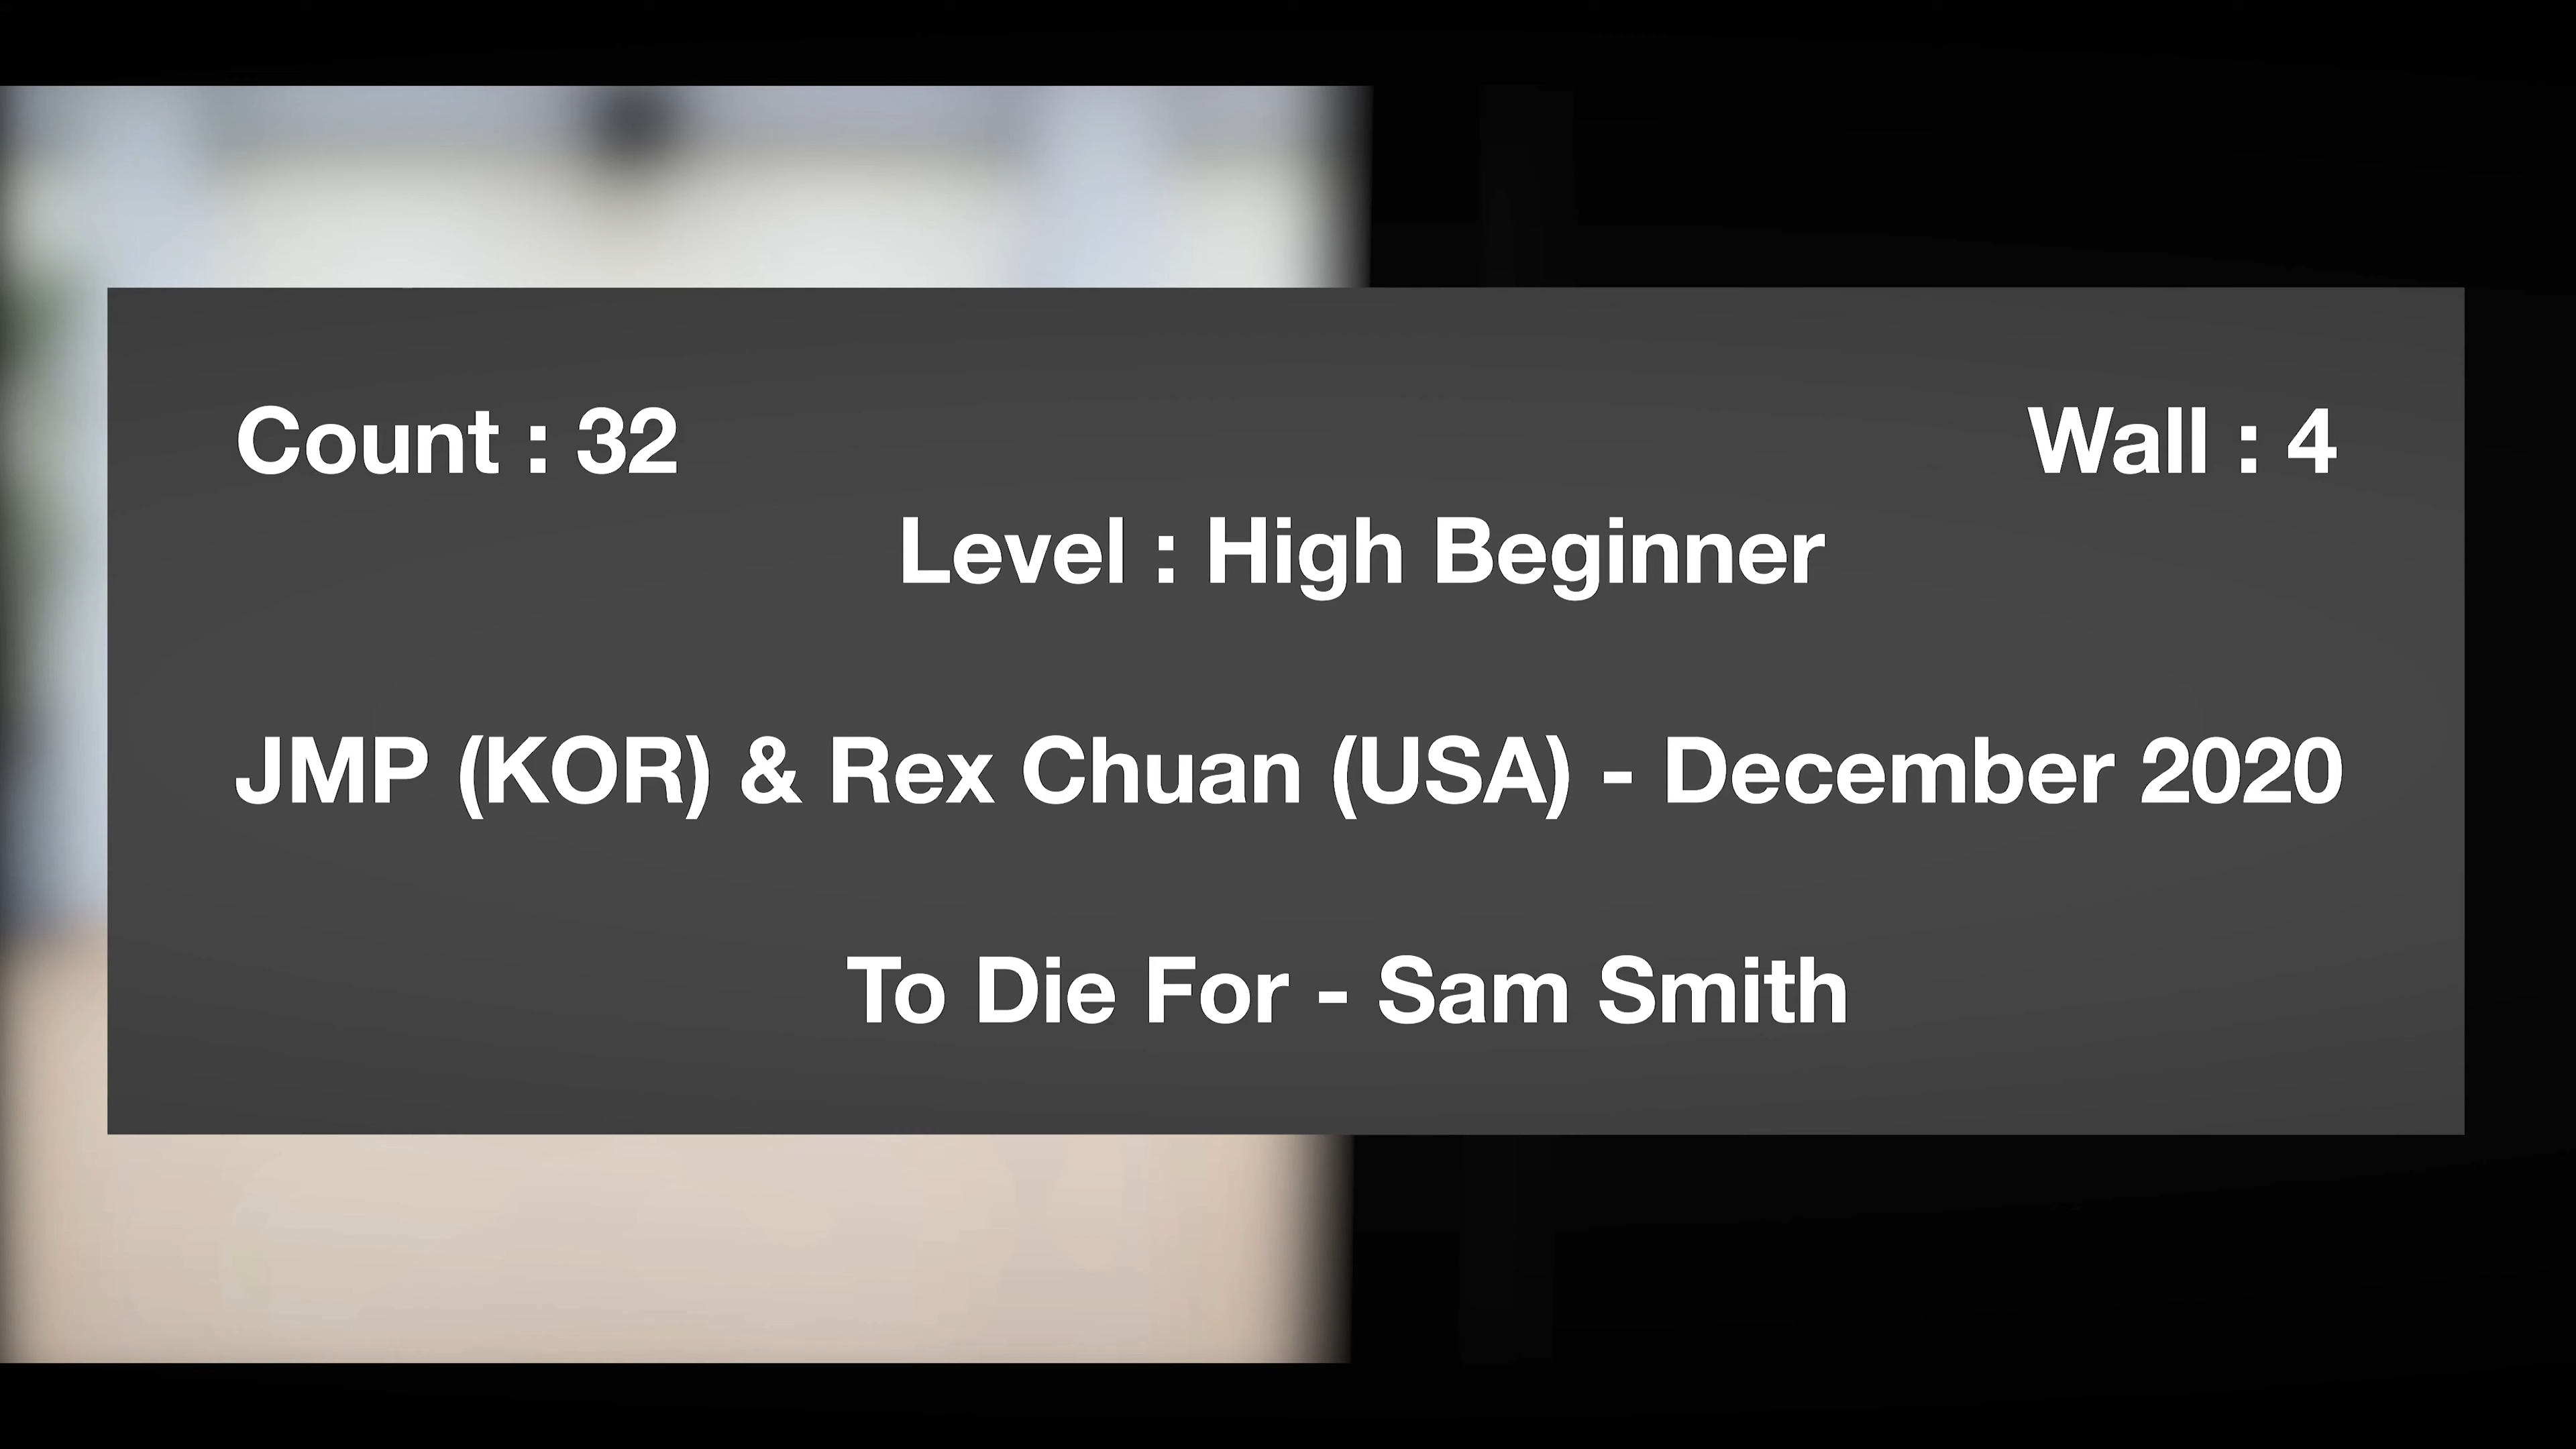 Count : 32 Wall : 4
Level : High Beginner
JMP (KOR) & Rex Chuan (USA) - December 2020
To Die For - Sam Smith